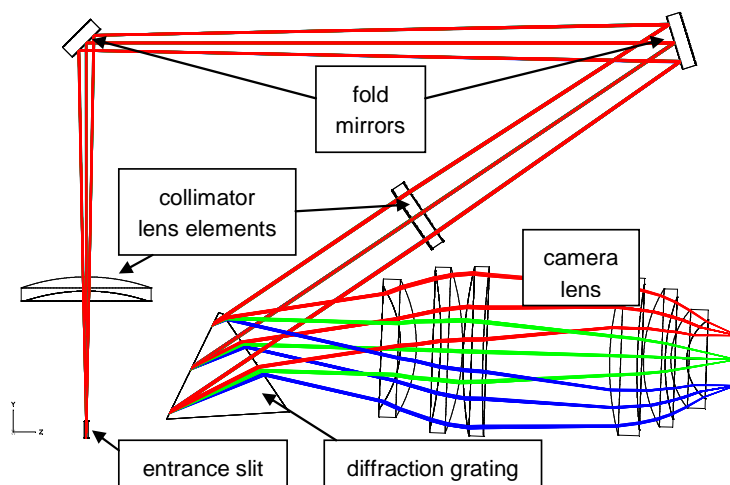 fold
mirrors
collimator
lens elements
camera
lens
Y
Z
entrance slit
diffraction grating